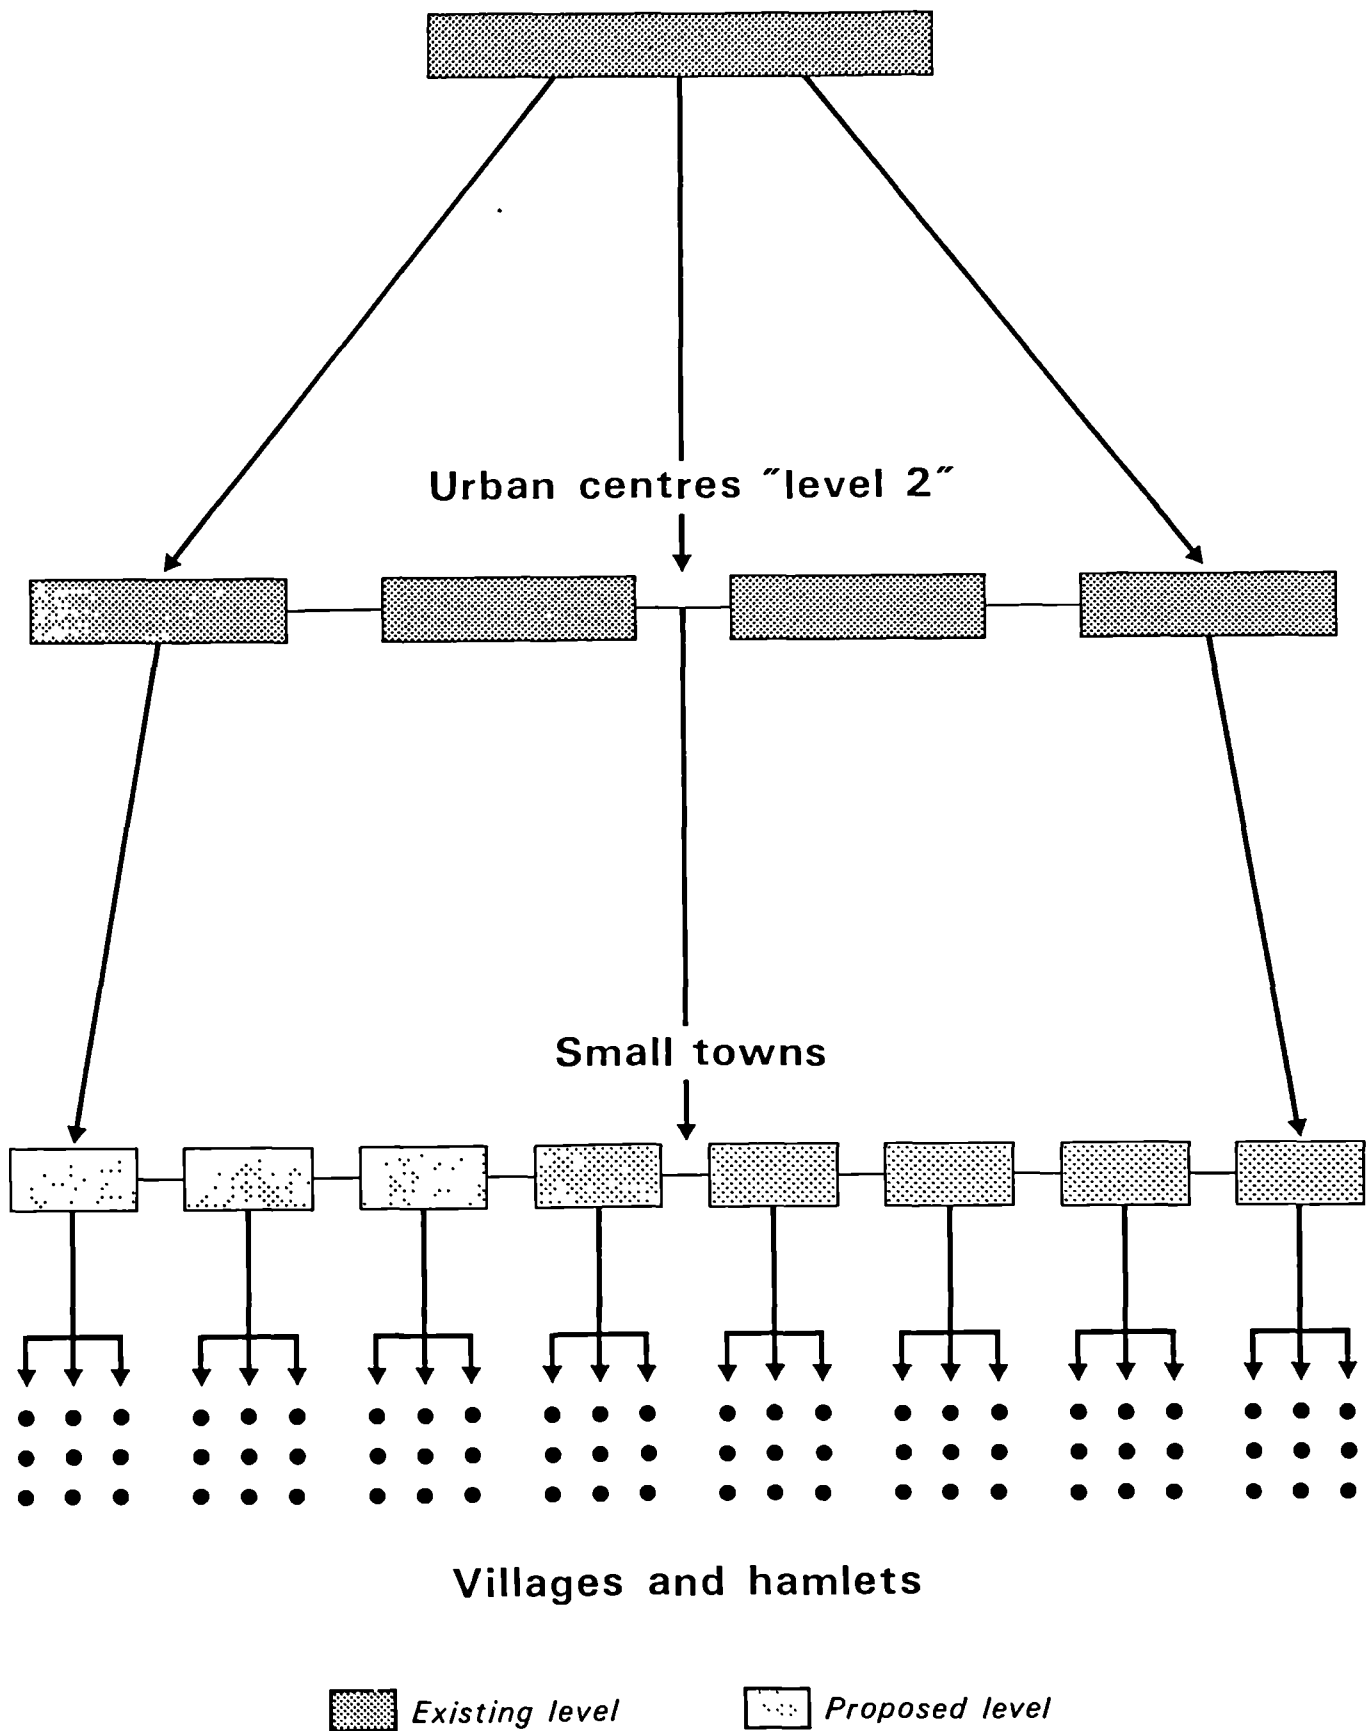 Urban centres "level 2"
Small towns
Villages and hamlets
Existing level
Proposed level